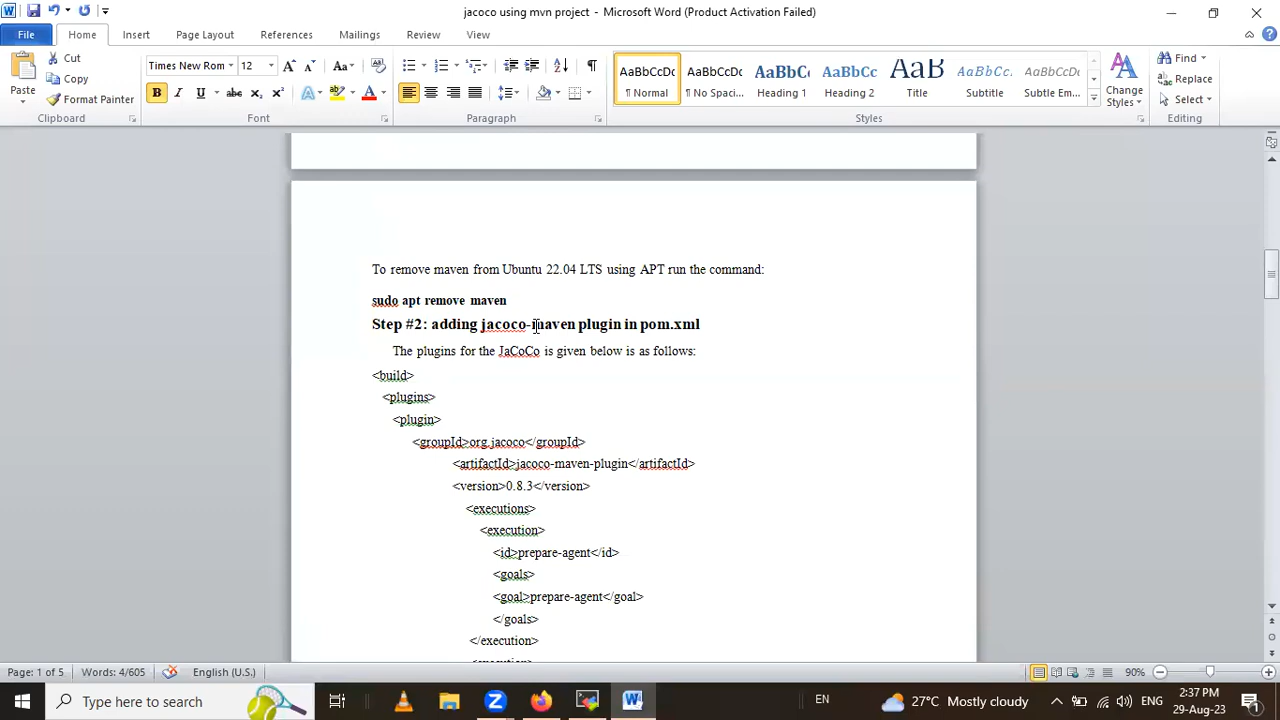 jacoco using mvn project - Microsoft Word (Product Activation Failed)
File Home Insert Page Layout References Mailings Review View
Paste
Cut
Copy
Format Painter
Clipboard
Times New Rom 12
Font
Paragraph
AaBbCcDc AaBbCcDc AaBbCc AaBbCc AaB AaBbCc. AaBbCcDc
¶ Normal ¶ No Spaci... Heading 1 Heading 2 Title Subtitle Subtle Em...
Styles
Change Styles
Find
Replace
Select
Editing
To remove maven from Ubuntu 22.04 LTS using APT run the command:
sudo apt remove maven
Step #2: adding jacoco-maven plugin in pom.xml
The plugins for the JaCoCo is given below is as follows:
<build>
<plugins>
<plugin>
<groupId>org.jacoco</groupId>
<artifactId>jacoco-maven-plugin</artifactId>
<version>0.8.3</version>
<executions>
<execution>
<id>prepare-agent</id>
<goals>
<goal>prepare-agent</goal>
</goals>
</execution>
Page: 1 of 5 Words: 4/605 English (U.S.) 90%
Type here to search
EN
27°C Mostly cloudy
ENG
2:37 PM
29-Aug-23